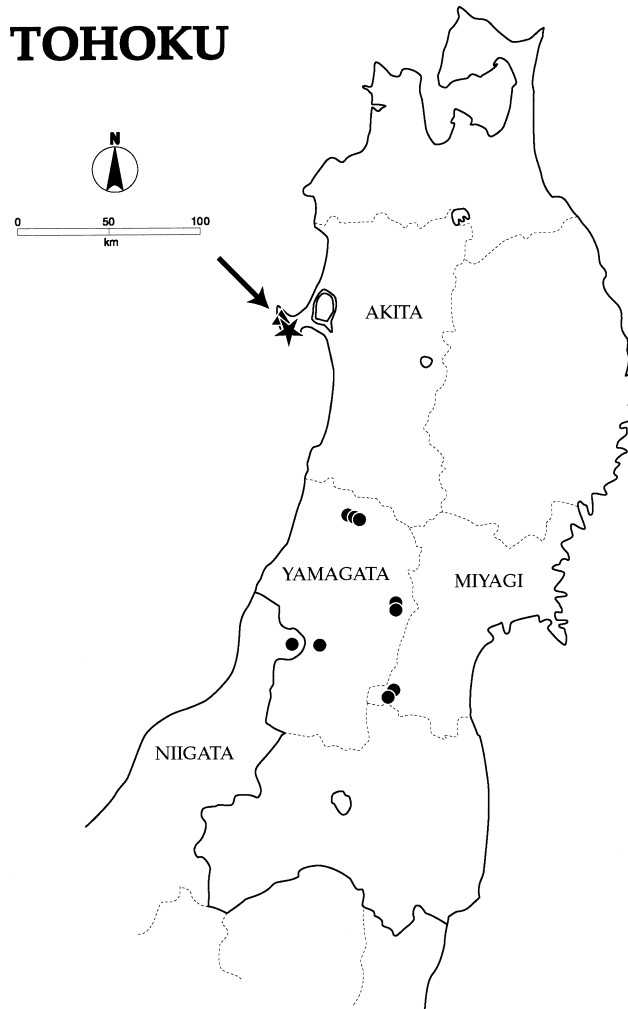 TOHOKU
N
0 50 100
km
AKITA
YAMAGATA
MIYAGI
NIIGATA